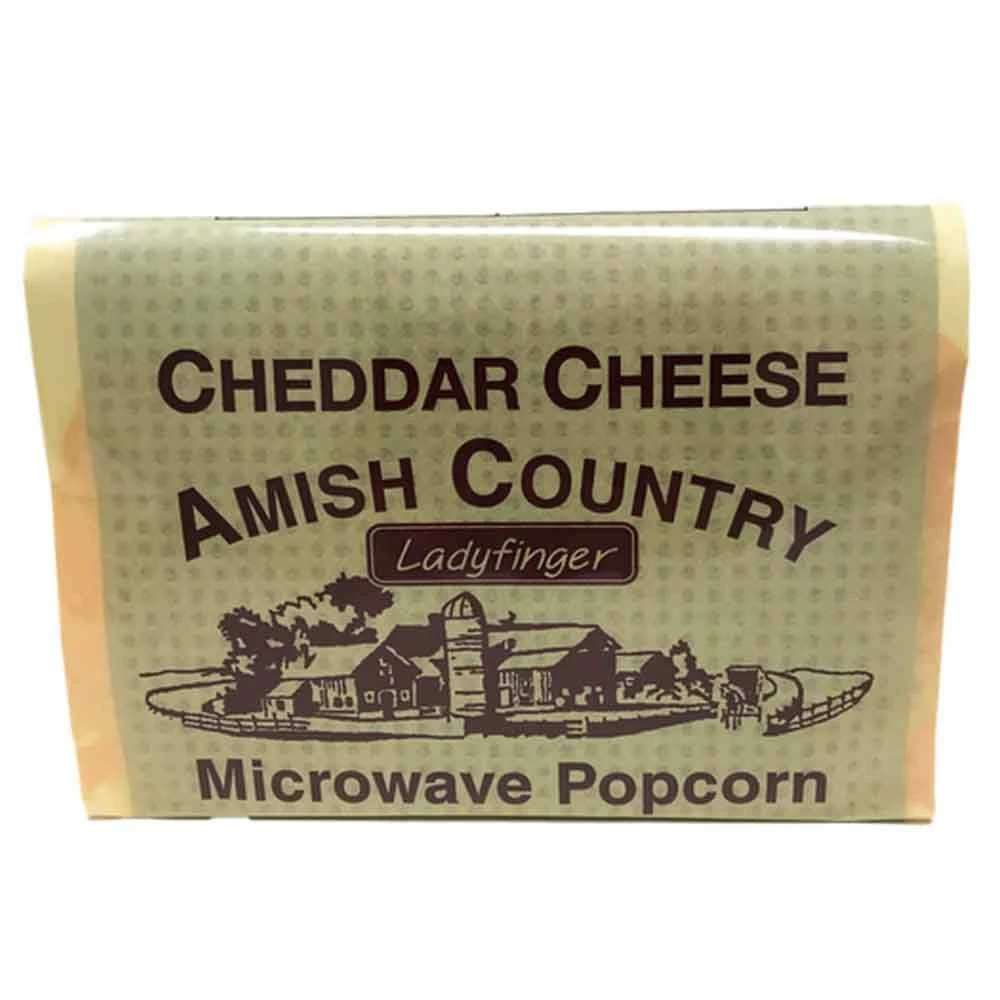 CHEDDAR CHEESE
AMISH COUNTRY
Ladyfinger
Microwave Popcorn